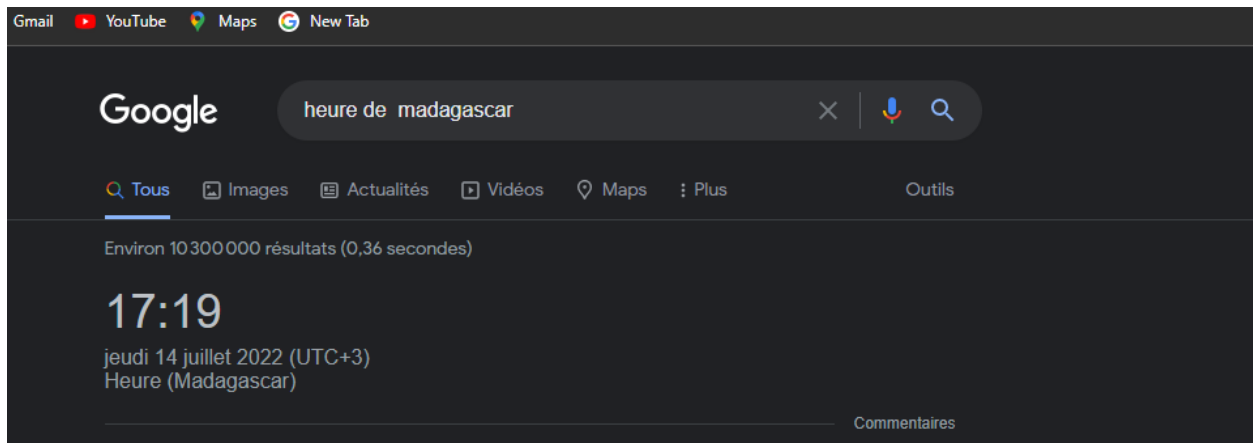 Gmail YouTube Maps New Tab
Google heure de  madagascar
Tous Images Actualités Vidéos Maps Plus Outils
Environ 10 300 000 résultats (0,36 secondes)
17:19
jeudi 14 juillet 2022 (UTC+3)
Heure (Madagascar)
Commentaires